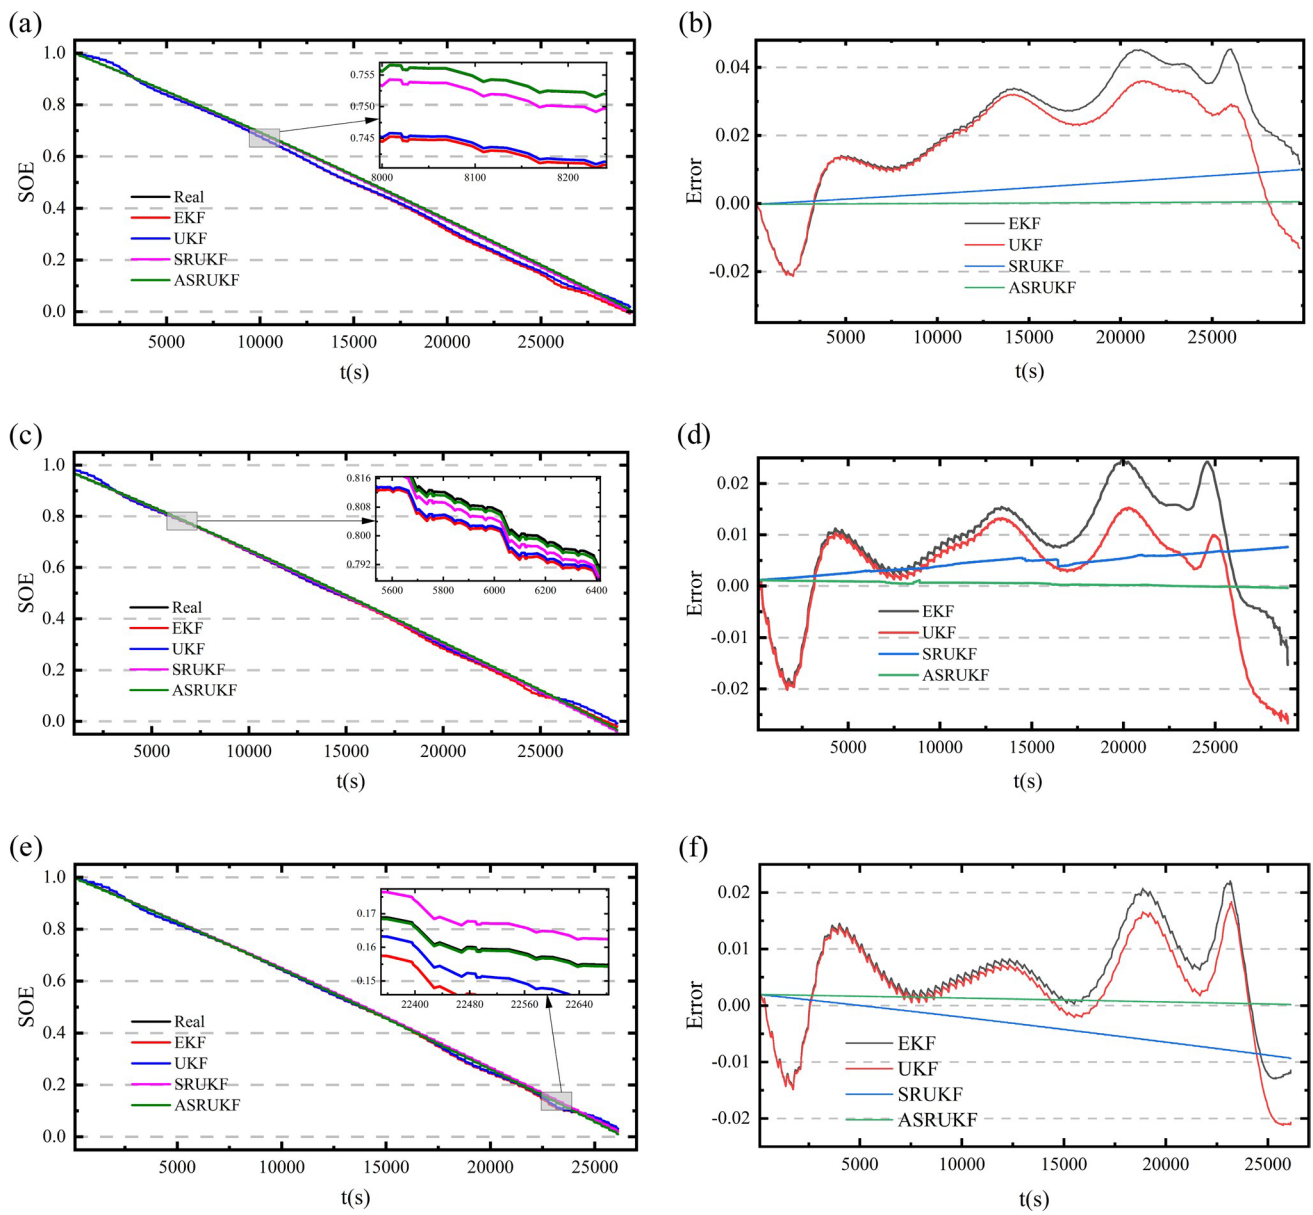 (a)
1.0
0.8
0.6
0.4
0.2
0.0
SOE
0.755
0.750
0.745
8000 8100 8200
Real
EKF
UKF
SRUKF
ASRUKF
5000 10000 15000 20000 25000
t(s)
(b)
0.04
0.02
0.00
-0.02
Error
EKF
UKF
SRUKF
ASRUKF
5000 10000 15000 20000 25000
t(s)
(c)
1.0
0.8
0.6
0.4
0.2
0.0
SOE
0.816
0.808
0.800
0.792
5600 5800 6000 6200 6400
Real
EKF
UKF
SRUKF
ASRUKF
5000 10000 15000 20000 25000
t(s)
(d)
0.02
0.01
0.00
-0.01
-0.02
Error
EKF
UKF
SRUKF
ASRUKF
5000 10000 15000 20000 25000
t(s)
(e)
1.0
0.8
0.6
0.4
0.2
0.0
SOE
0.17
0.16
0.15
22400 22480 22560 22640
Real
EKF
UKF
SRUKF
ASRUKF
5000 10000 15000 20000 25000
t(s)
(f)
0.02
0.01
0.00
-0.01
-0.02
Error
EKF
UKF
SRUKF
ASRUKF
5000 10000 15000 20000 25000
t(s)